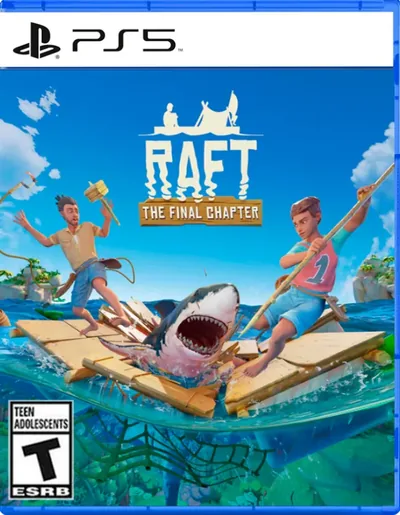 PS5
RAFT
THE FINAL CHAPTER
1
TEEN
ADOLESCENTS
T
ESRB